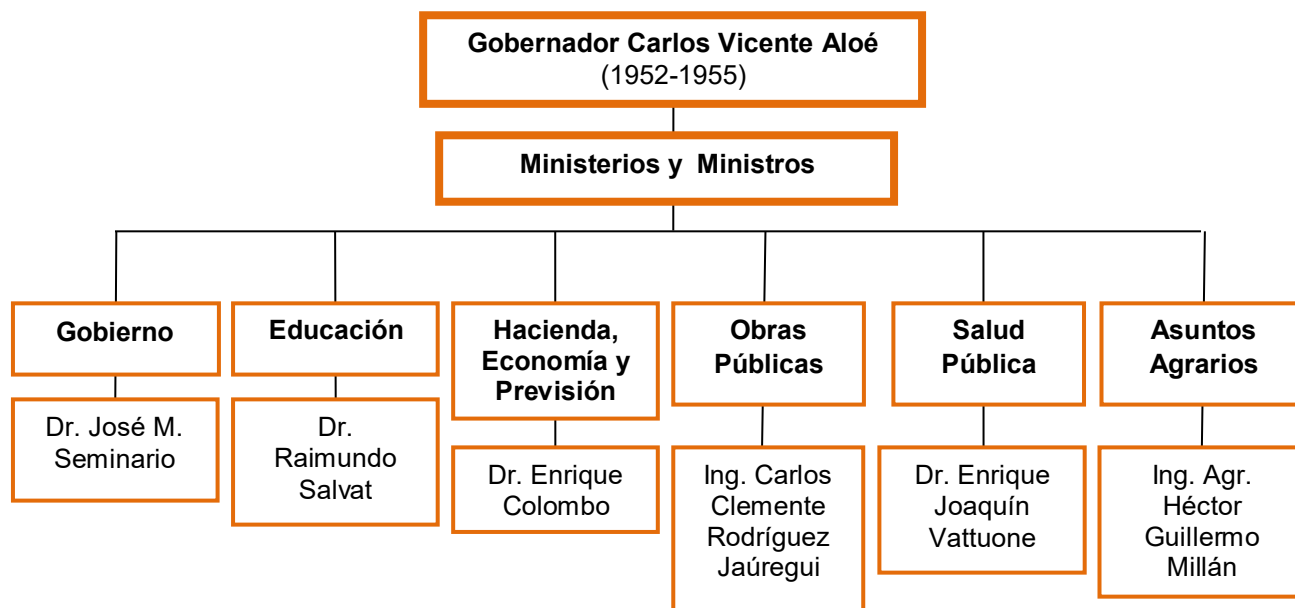 Gobernador Carlos Vicente Aloé
(1952-1955)
Ministerios y Ministros
Gobierno
Educación
Hacienda,
Economía y
Previsión
Obras
Públicas
Salud
Pública
Asuntos
Agrarios
Dr. José M.
Seminario
Dr.
Raimundo
Salvat
Dr. Enrique
Colombo
Ing. Carlos
Clemente
Rodríguez
Jaúregui
Dr. Enrique
Joaquín
Vattuone
Ing. Agr.
Héctor
Guillermo
Millán